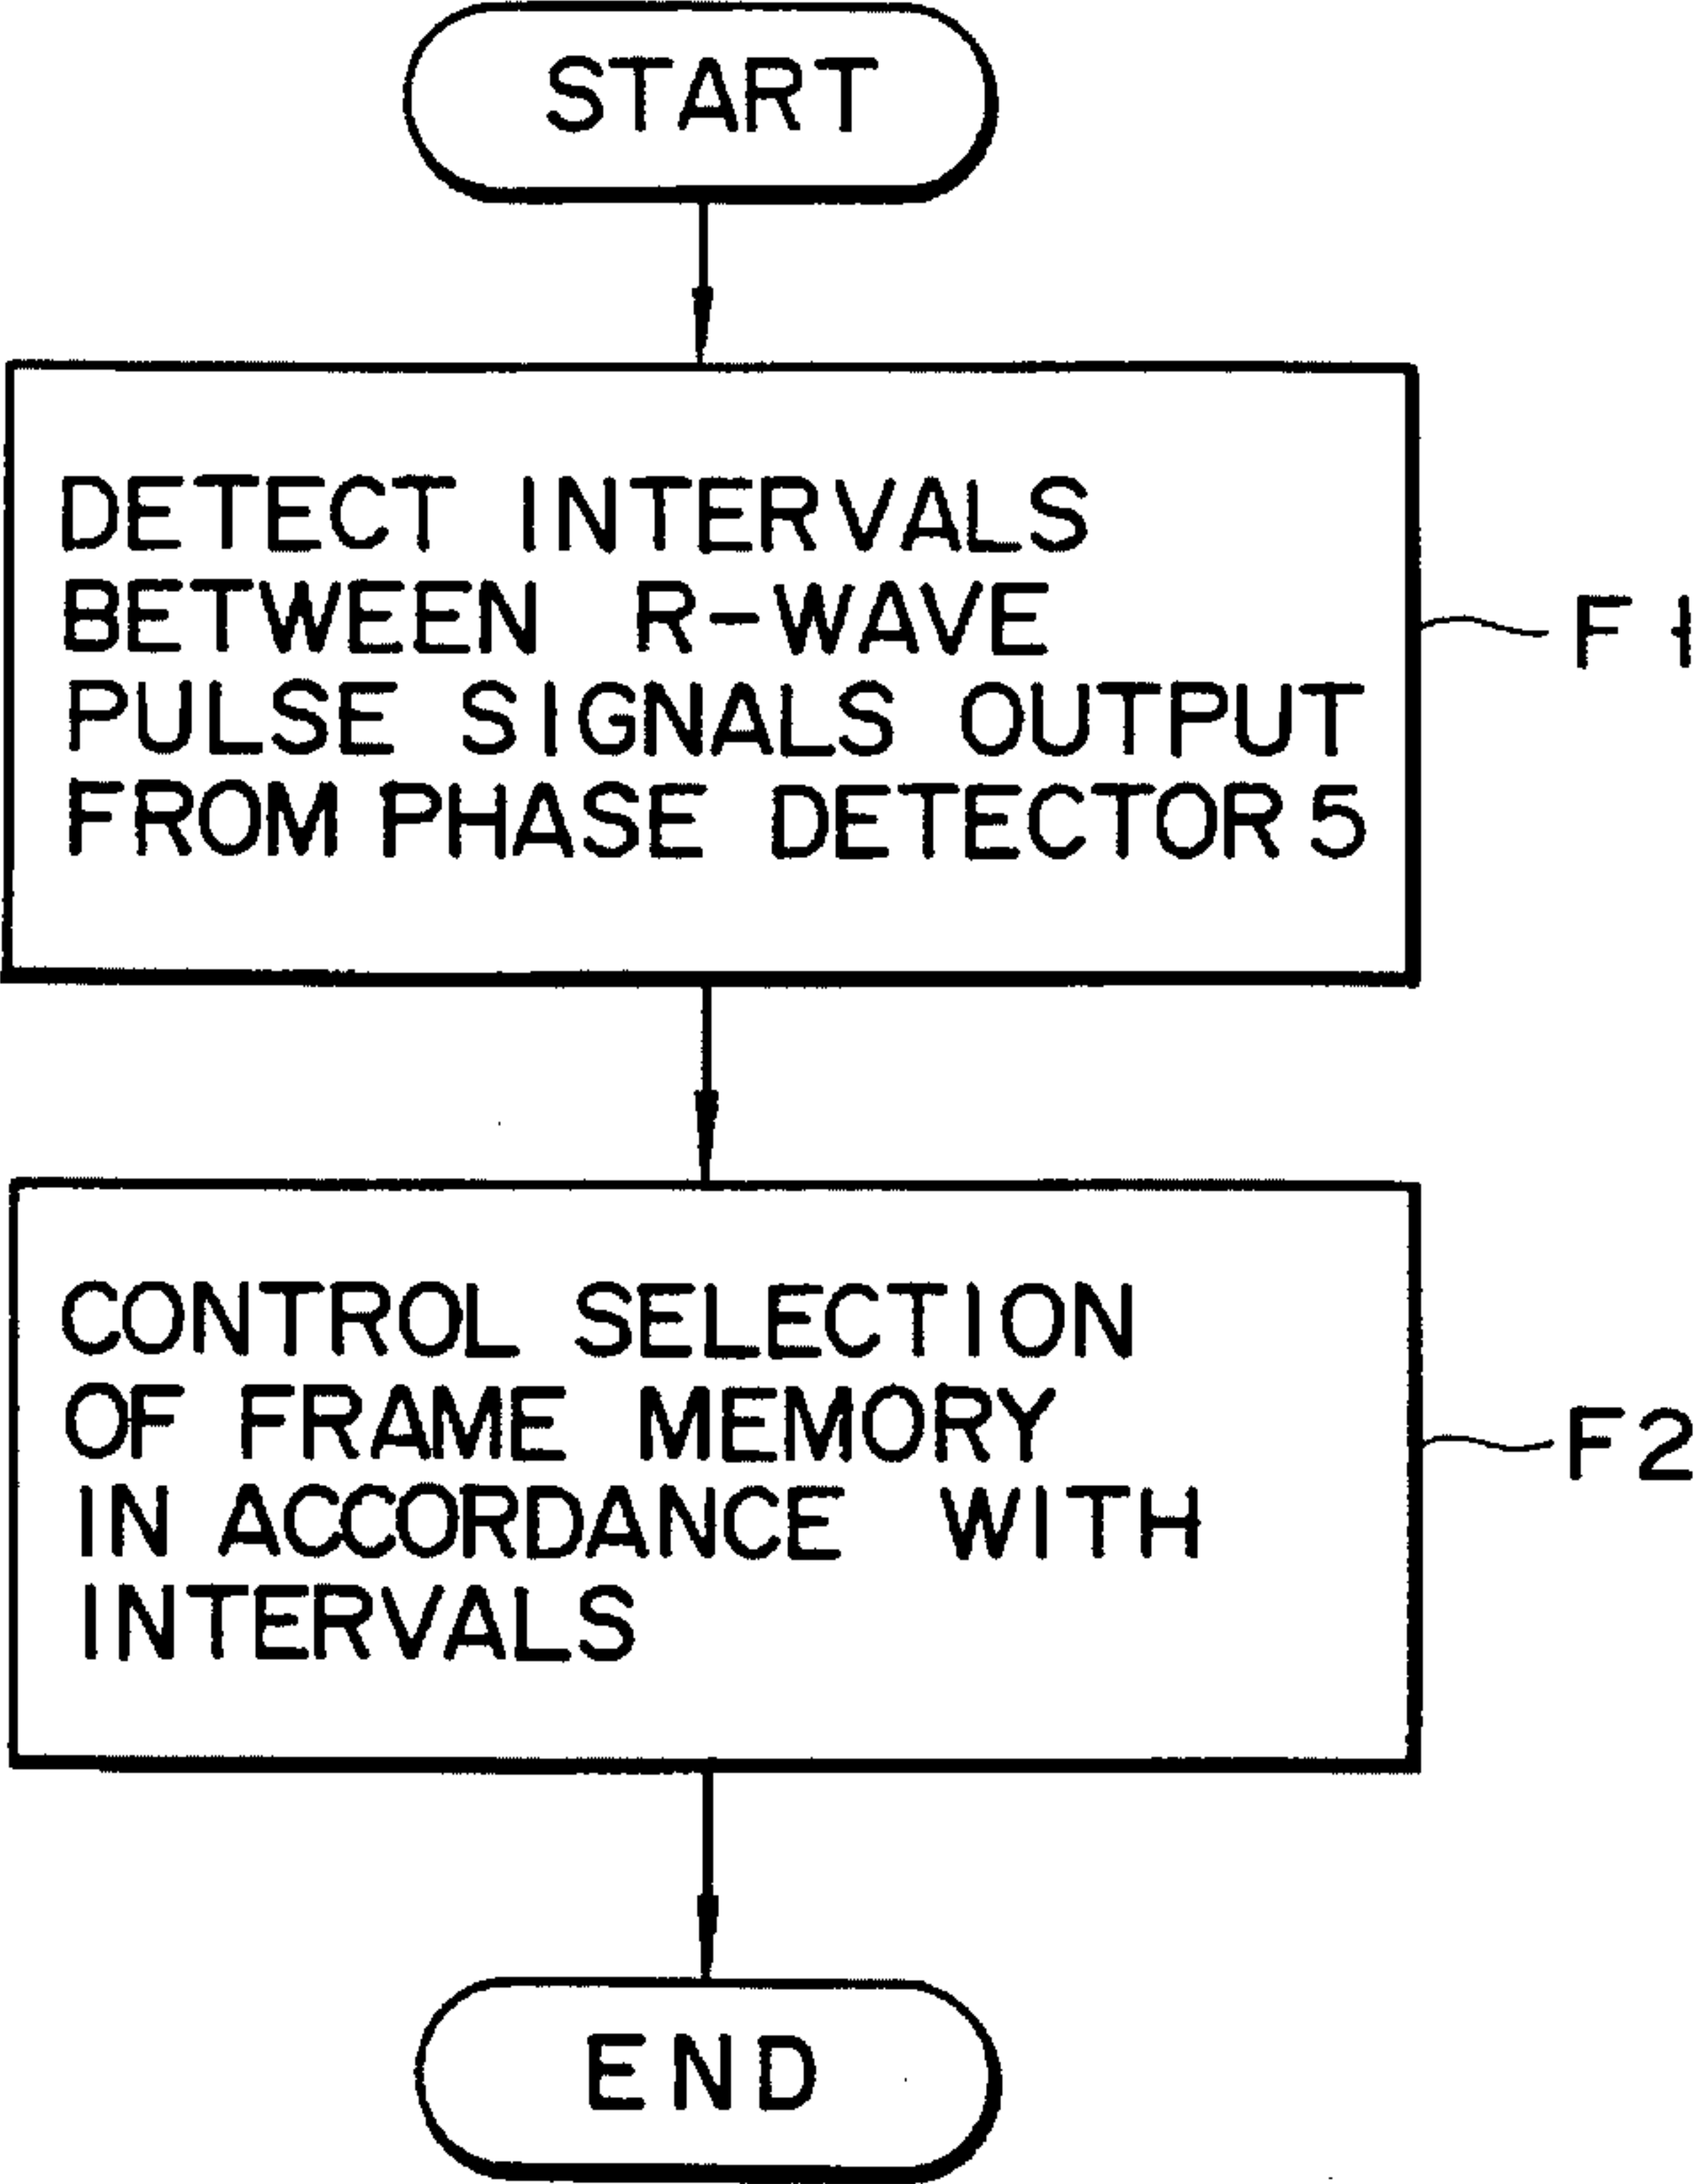 START
DETECT INTERVALS
BETWEEN R-WAVE
PULSE SIGNALS OUTPUT
FROM PHASE DETECTOR 5
F1
CONTROL SELECTION
OF FRAME MEMORY
IN ACCORDANCE WITH
INTERVALS
F2
END